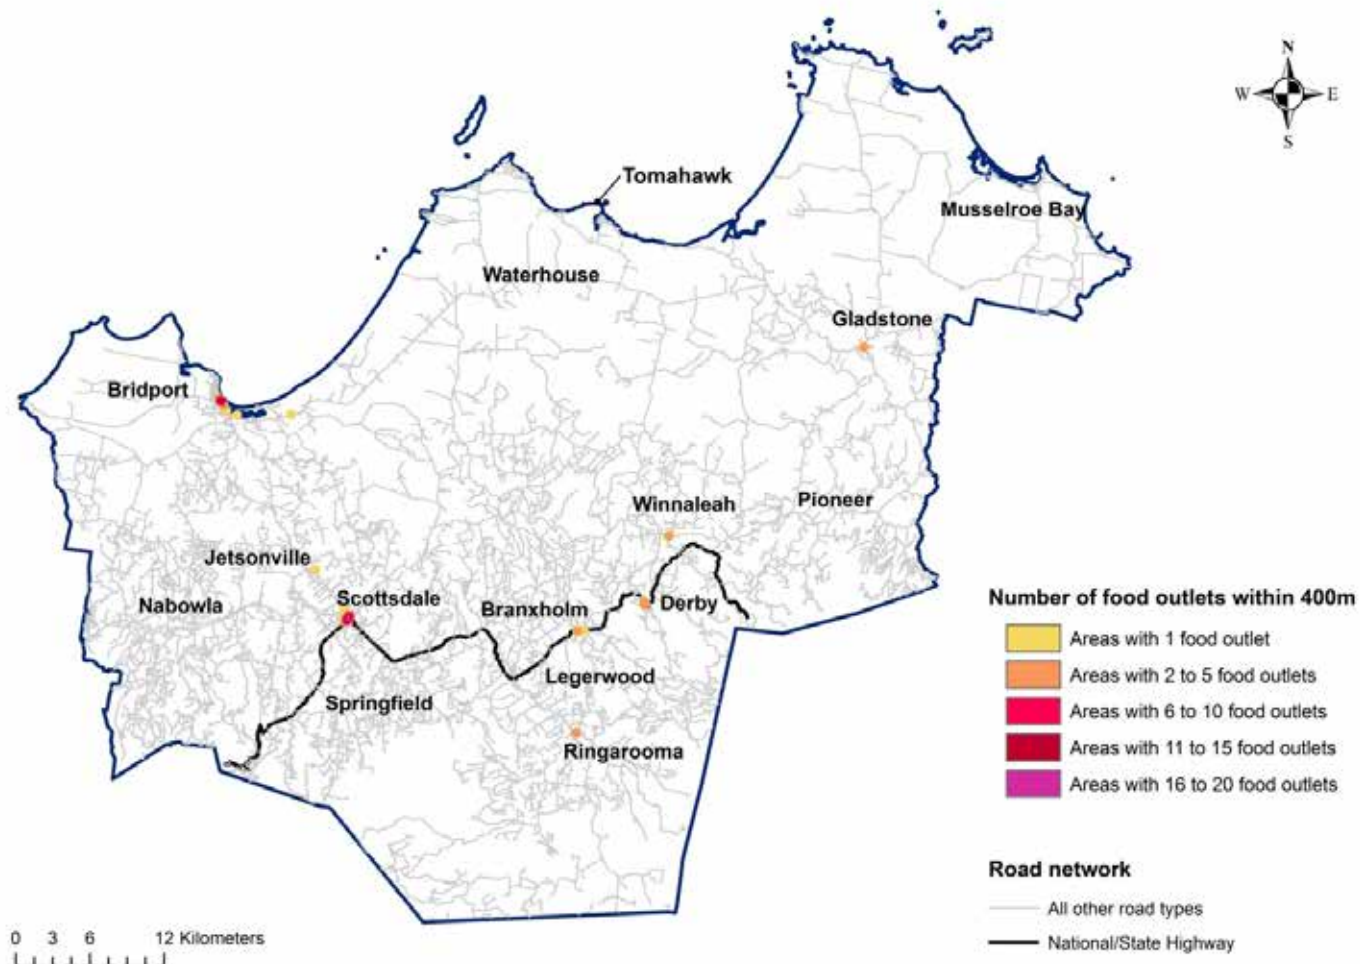 N
W E
S
Tomahawk
Musselroe Bay
Waterhouse
Gladstone
Bridport
Winnaleah
Pioneer
Jetsonville
Nabowla
Scottsdale
Branxholm
Derby
Legerwood
Springfield
Ringarooma
Number of food outlets within 400m
Areas with 1 food outlet
Areas with 2 to 5 food outlets
Areas with 6 to 10 food outlets
Areas with 11 to 15 food outlets
Areas with 16 to 20 food outlets
Road network
All other road types
National/State Highway
0 3 6 12 Kilometers